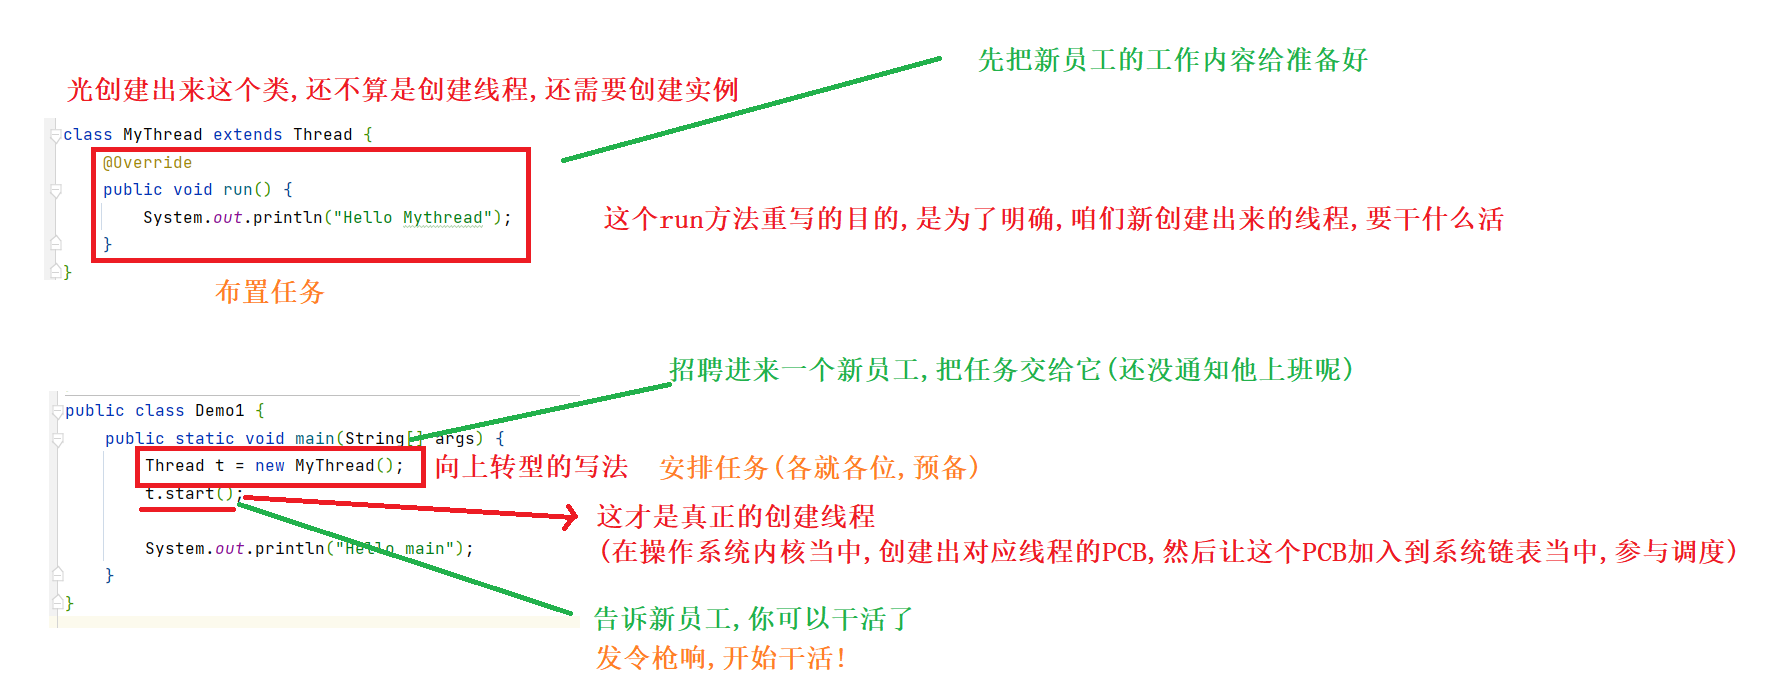 先把新员工的工作内容给准备好
光创建出来这个类,还不算是创建线程,还需要创建实例
class MyThread extends Thread {
@Override
public void run() {
System.out.println("Hello Mythread");
}
}
这个run方法重写的目的,是为了明确,咱们新创建出来的线程,要干什么活
布置任务
招聘进来一个新员工,把任务交给它(还没通知他上班呢)
public class Demo1 {
public static void main(String[] args) {
Thread t = new MyThread();
向上转型的写法
安排任务(各就各位,预备)
t.start();
这才是真正的创建线程
(在操作系统内核当中,创建出对应线程的PCB,然后让这个PCB加入到系统链表当中,参与调度)
System.out.println("Hello main");
}
}
告诉新员工,你可以干活了
发令枪响,开始干活!